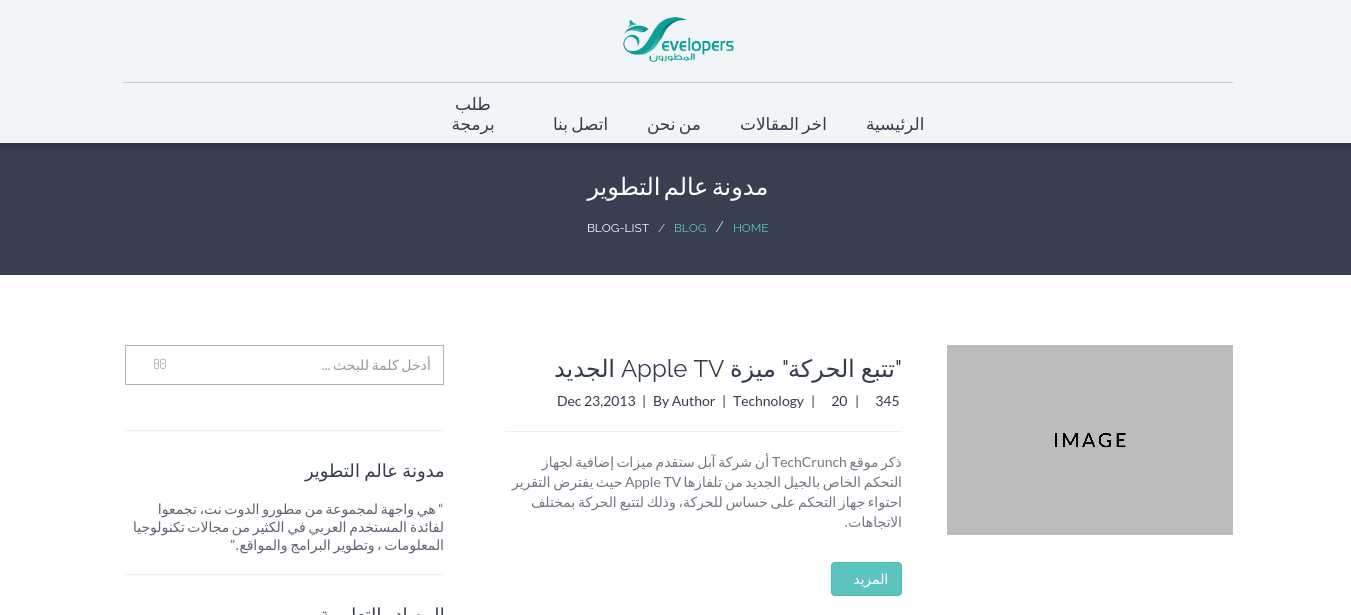 evelopers
المطورون
الرئيسية
اخر المقالات
من نحن
اتصل بنا
طلب
برمجة
مدونة عالم التطوير
BLOG-LIST / BLOG / HOME
IMAGE
"تتبع الحركة" ميزة Apple TV الجديد
Dec 23,2013 | By Author | Technology | 20 | 345
ذكر موقع TechCrunch أن شركة آبل ستقدم ميزات إضافية لجهاز
التحكم الخاص بالجيل الجديد من تلفازها Apple TV حيث يفترض التقرير
احتواء جهاز التحكم على حساس للحركة، وذلك لتتبع الحركة بمختلف
الاتجاهات.
المزيد
أدخل كلمة للبحث ...
مدونة عالم التطوير
" هي واجهة لمجموعة من مطورو الدوت نت، تجمعوا
لفائدة المستخدم العربي في الكثير من مجالات تكنولوجيا
المعلومات ، وتطوير البرامج والمواقع."